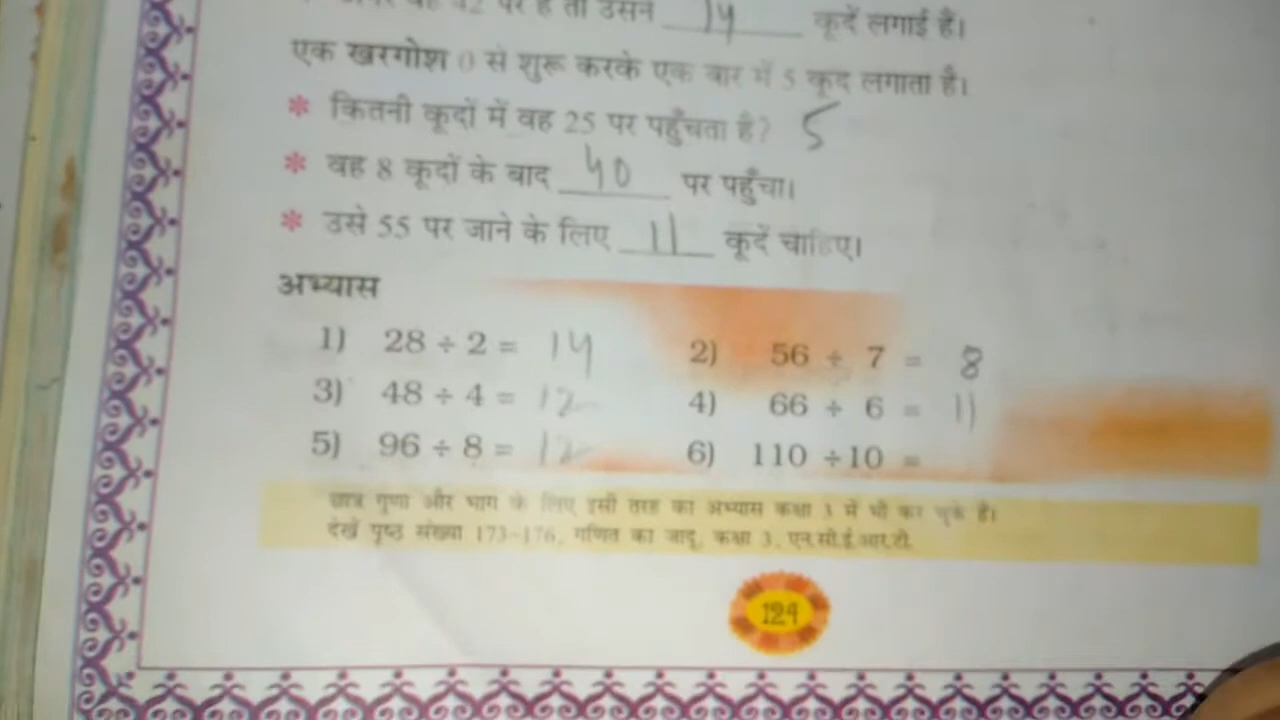 पर है तो उसने 14 कूदें लगाई हैं।
एक खरगोश 0 से शुरू करके एक बार में 5 कूद लगाता है।
* कितनी कूदों में वह 25 पर पहुँचता है? 5
* वह 8 कूदों के बाद 40 पर पहुँचा।
* उसे 55 पर जाने के लिए 11 कूदें चाहिए।
अभ्यास
1) 28 ÷ 2 = 14 2) 56 ÷ 7 = 8
3) 48 ÷ 4 = 12 4) 66 ÷ 6 = 11
5) 96 ÷ 8 = 12 6) 110 ÷10 =
छात्र गुणा और भाग के लिए इसी तरह का अभ्यास कक्षा 3 में भी कर चुके हैं।
देखें पृष्ठ संख्या 173-176, गणित का जादू, कक्षा 3, एन.सी.ई.आर.टी.
124